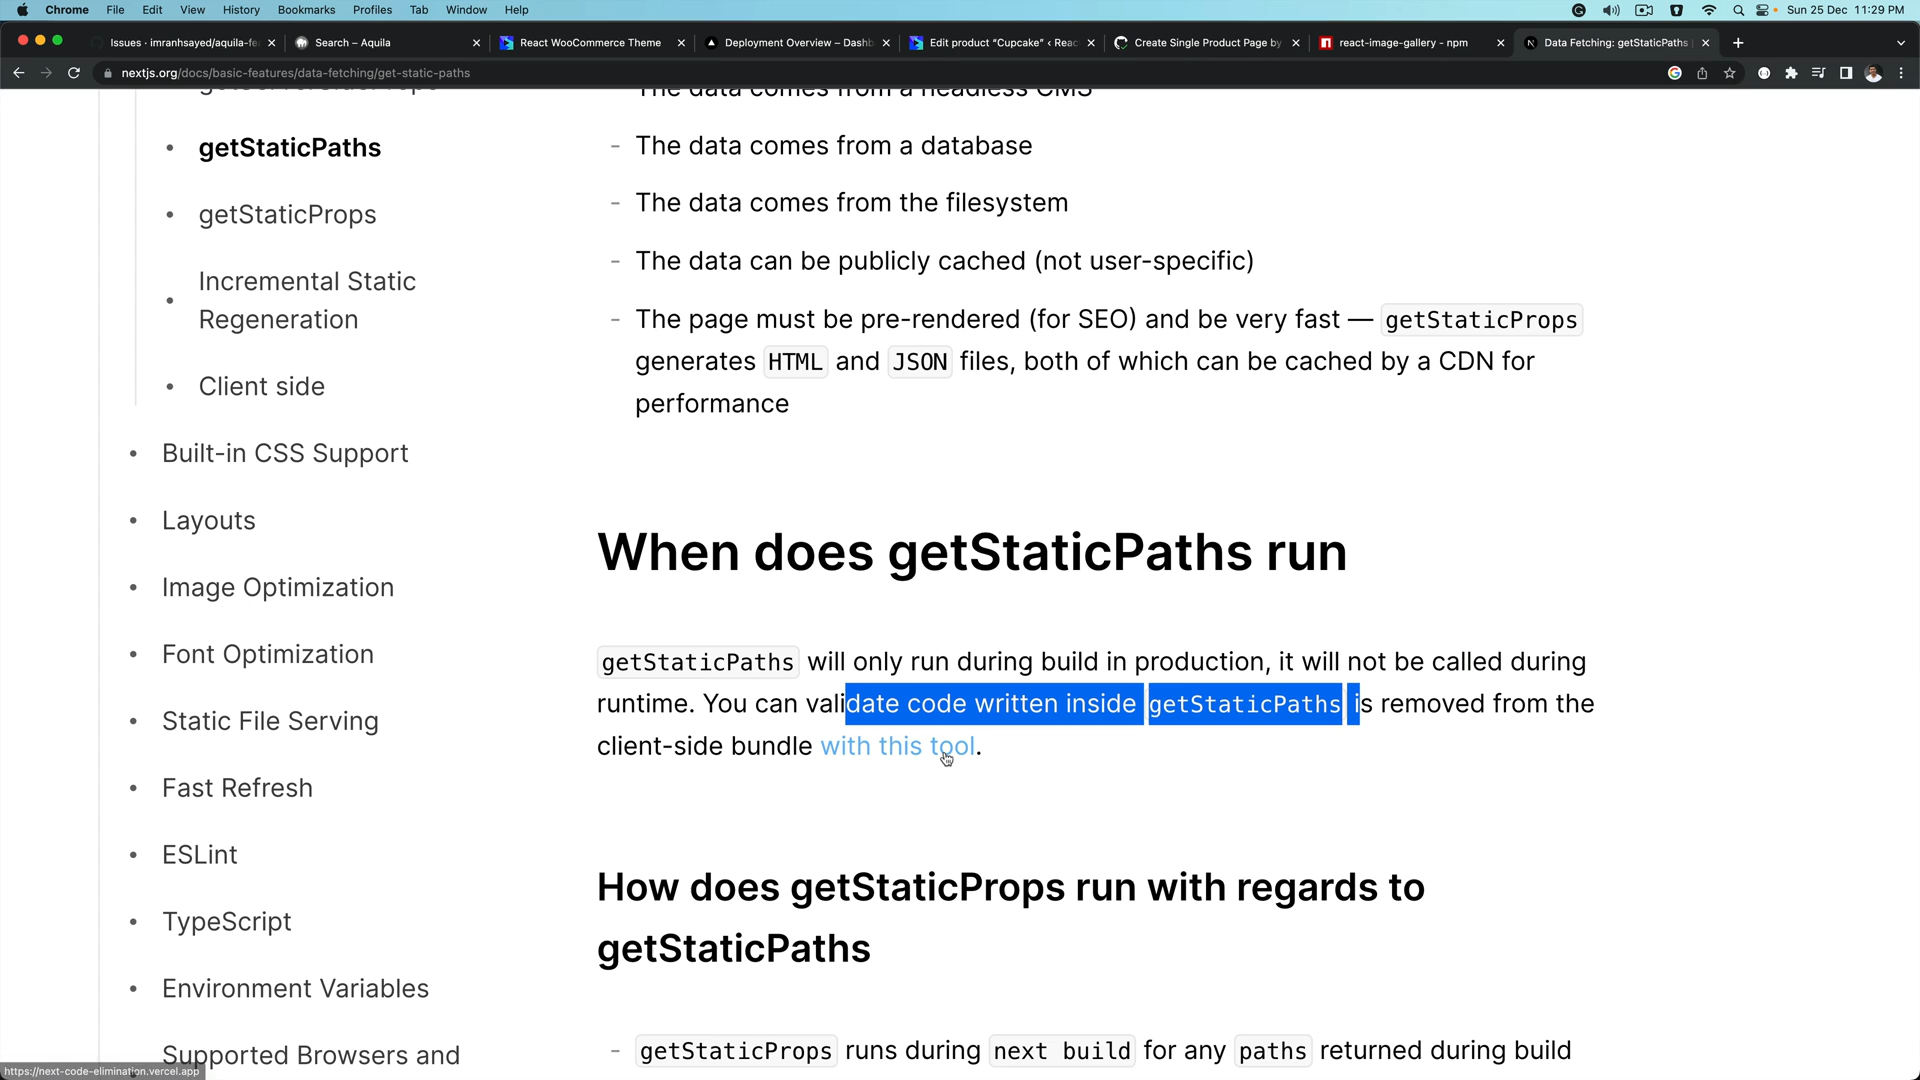 Chrome File Edit View History Bookmarks Profiles Tab Window Help Sun 25 Dec 11:29 PM
Issues · imranhsayed/aquila-fe Search – Aquila React WooCommerce Theme Deployment Overview – Dashb Edit product “Cupcake” ‹ Reac Create Single Product Page by react-image-gallery - npm Data Fetching: getStaticPaths
nextjs.org/docs/basic-features/data-fetching/get-static-paths
getStaticPaths
getStaticProps
Incremental Static
Regeneration
Client side
Built-in CSS Support
Layouts
Image Optimization
Font Optimization
Static File Serving
Fast Refresh
ESLint
TypeScript
Environment Variables
Supported Browsers and
https://next-code-elimination.vercel.app
The data comes from a headless CMS
- The data comes from a database
- The data comes from the filesystem
- The data can be publicly cached (not user-specific)
- The page must be pre-rendered (for SEO) and be very fast — getStaticProps
generates HTML and JSON files, both of which can be cached by a CDN for
performance
When does getStaticPaths run
getStaticPaths will only run during build in production, it will not be called during
runtime. You can validate code written inside getStaticPaths is removed from the
client-side bundle with this tool.
How does getStaticProps run with regards to
getStaticPaths
- getStaticProps runs during next build for any paths returned during build